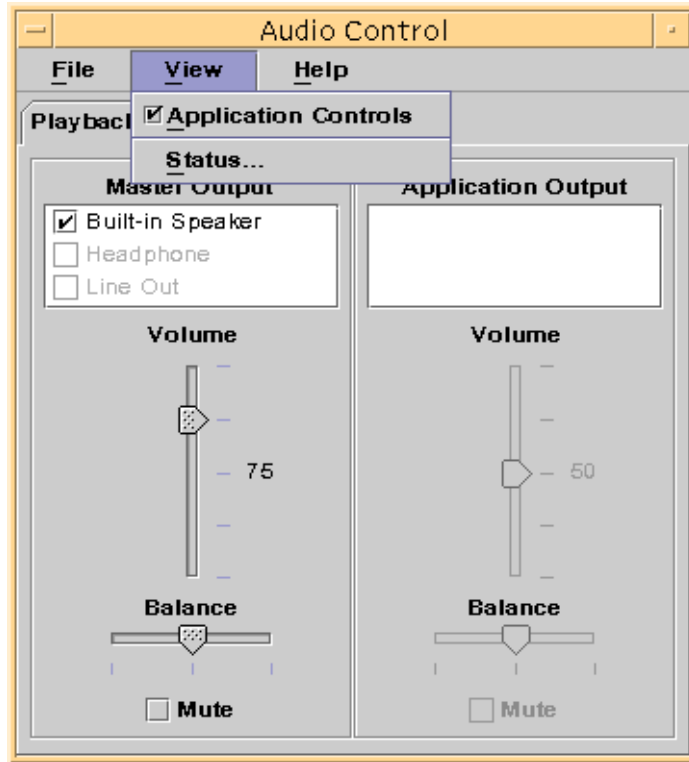 Audio Control
File View Help
Playbac
Application Controls
Status...
Master Output
Application Output
Built-in Speaker
Headphone
Line Out
Volume
75
Balance
Mute
Volume
50
Balance
Mute